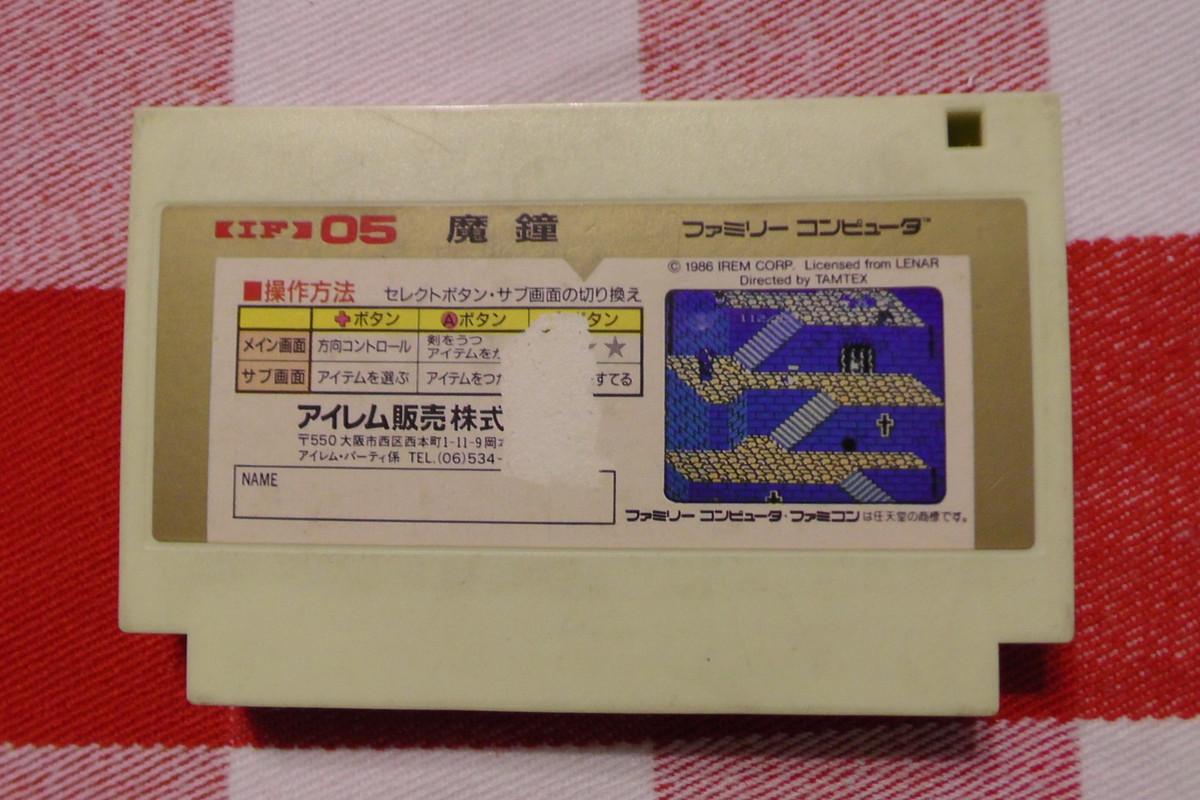 【IF】05 魔鐘 ファミリー コンピュータ™
© 1986 IREM CORP. Licensed from LENAR
Directed by TAMTEX
■操作方法 セレクトボタン・サブ画面の切り換え
✚ボタン Ⓐボタン タン
メイン画面 方向コントロール 剣をうつ
アイテムをか ★
サブ画面 アイテムを選ぶ アイテムをつか すてる
アイレム販売株式
〒550 大阪市西区西本町1-11-9岡
アイレム・パーティ係 TEL.(06)534-
NAME
112
ファミリー コンピュータ・ファミコンは任天堂の商標です。